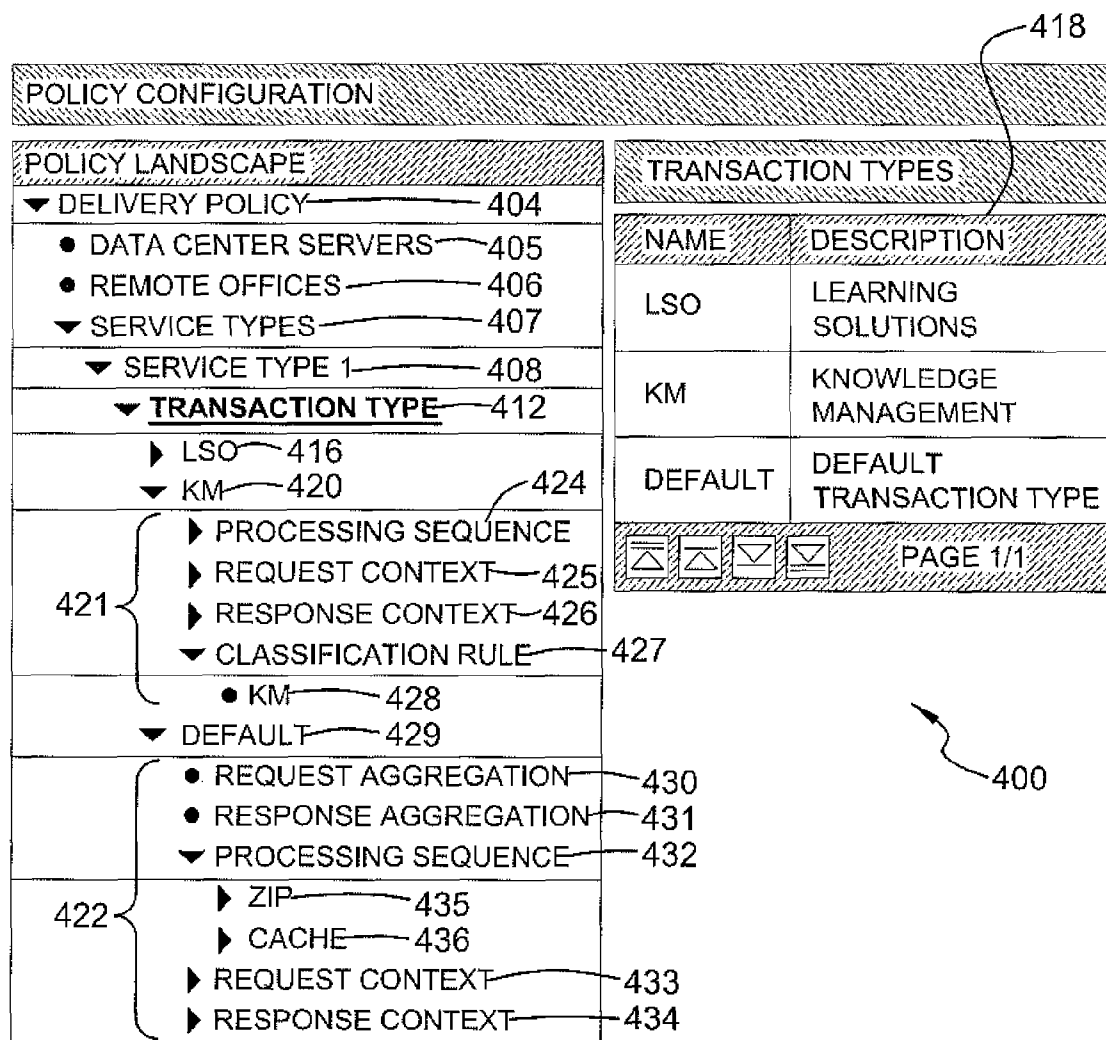 418
POLICY CONFIGURATION
POLICY LANDSCAPE
DELIVERY POLICY 404
DATA CENTER SERVERS 405
REMOTE OFFICES 406
SERVICE TYPES 407
SERVICE TYPE 1 408
TRANSACTION TYPE 412
LSO 416
KM 420
424
PROCESSING SEQUENCE
REQUEST CONTEXT 425
421
RESPONSE CONTEXT 426
CLASSIFICATION RULE 427
KM 428
DEFAULT 429
REQUEST AGGREGATION 430
RESPONSE AGGREGATION 431
PROCESSING SEQUENCE 432
422
ZIP 435
CACHE 436
REQUEST CONTEXT 433
RESPONSE CONTEXT 434
TRANSACTION TYPES
NAME DESCRIPTION
LSO LEARNING
SOLUTIONS
KM KNOWLEDGE
MANAGEMENT
DEFAULT DEFAULT
TRANSACTION TYPE
PAGE 1/1
400